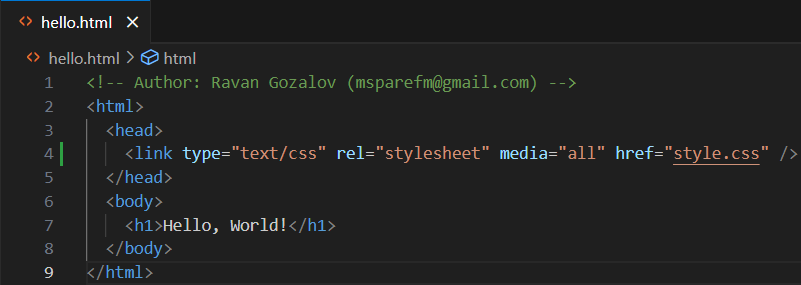 hello.html
hello.html > html
1 <!-- Author: Ravan Gozalov (msparefm@gmail.com) -->
2 <html>
3 <head>
4 <link type="text/css" rel="stylesheet" media="all" href="style.css" />
5 </head>
6 <body>
7 <h1>Hello, World!</h1>
8 </body>
9 </html>